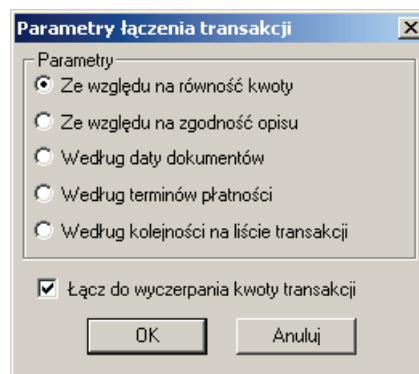 Parametry łączenia transakcji
Parametry
Ze względu na równość kwoty
Ze względu na zgodność opisu
Według daty dokumentów
Według terminów płatności
Według kolejności na liście transakcji
Łącz do wyczerpania kwoty transakcji
OK Anuluj